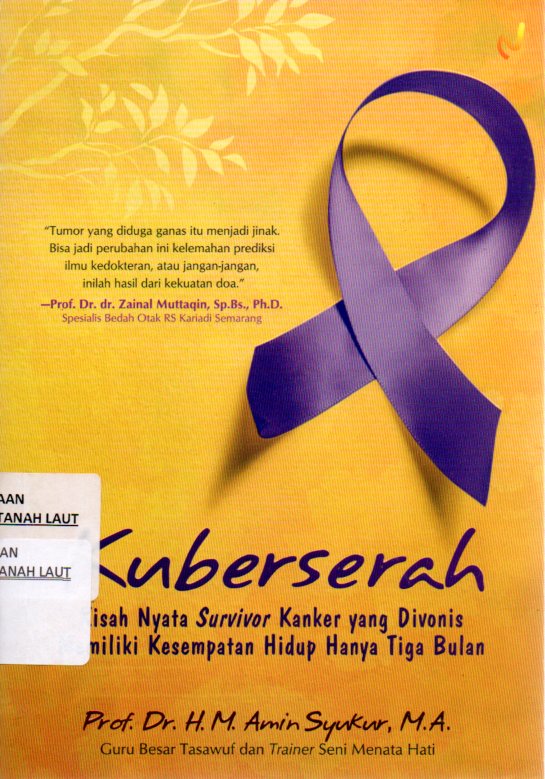 “Tumor yang diduga ganas itu menjadi jinak.
Bisa jadi perubahan ini kelemahan prediksi
ilmu kedokteran, atau jangan-jangan,
inilah hasil dari kekuatan doa.”
—Prof. Dr. dr. Zainal Muttaqin, Sp.Bs., Ph.D.
Spesialis Bedah Otak RS Kariadi Semarang
AAN
TANAH LAUT
AN
ANAH LAUT
Kuberserah
isah Nyata Survivor Kanker yang Divonis
miliki Kesempatan Hidup Hanya Tiga Bulan
Prof. Dr. H. M. Amin Syukur, M.A.
Guru Besar Tasawuf dan Trainer Seni Menata Hati